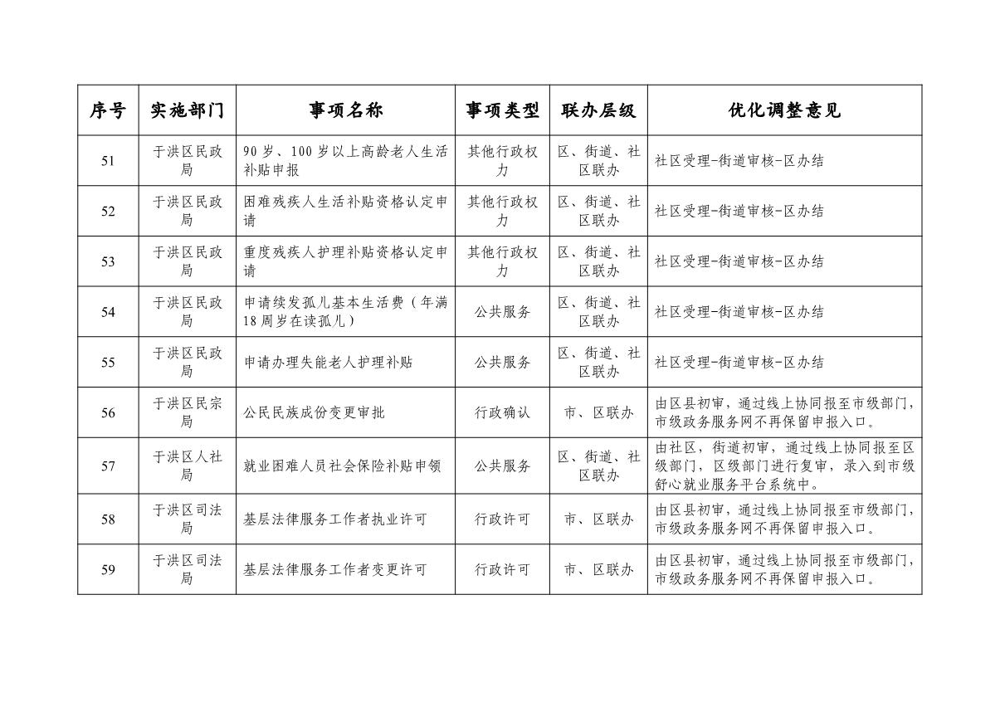 序号 实施部门 事项名称 事项类型 联办层级 优化调整意见
51 于洪区民政局 90岁、100岁以上高龄老人生活补贴申报 其他行政权力 区、街道、社区联办 社区受理-街道审核-区办结
52 于洪区民政局 困难残疾人生活补贴资格认定申请 其他行政权力 区、街道、社区联办 社区受理-街道审核-区办结
53 于洪区民政局 重度残疾人护理补贴资格认定申请 其他行政权力 区、街道、社区联办 社区受理-街道审核-区办结
54 于洪区民政局 申请续发孤儿基本生活费（年满18周岁在读孤儿） 公共服务 区、街道、社区联办 社区受理-街道审核-区办结
55 于洪区民政局 申请办理失能老人护理补贴 公共服务 区、街道、社区联办 社区受理-街道审核-区办结
56 于洪区民宗局 公民民族成份变更审批 行政确认 市、区联办 由区县初审，通过线上协同报至市级部门，市级政务服务网不再保留申报入口。
57 于洪区人社局 就业困难人员社会保险补贴申领 公共服务 区、街道、社区联办 由社区，街道初审，通过线上协同报至区级部门，区级部门进行复审，录入到市级舒心就业服务平台系统中。
58 于洪区司法局 基层法律服务工作者执业许可 行政许可 市、区联办 由区县初审，通过线上协同报至市级部门，市级政务服务网不再保留申报入口。
59 于洪区司法局 基层法律服务工作者变更许可 行政许可 市、区联办 由区县初审，通过线上协同报至市级部门，市级政务服务网不再保留申报入口。